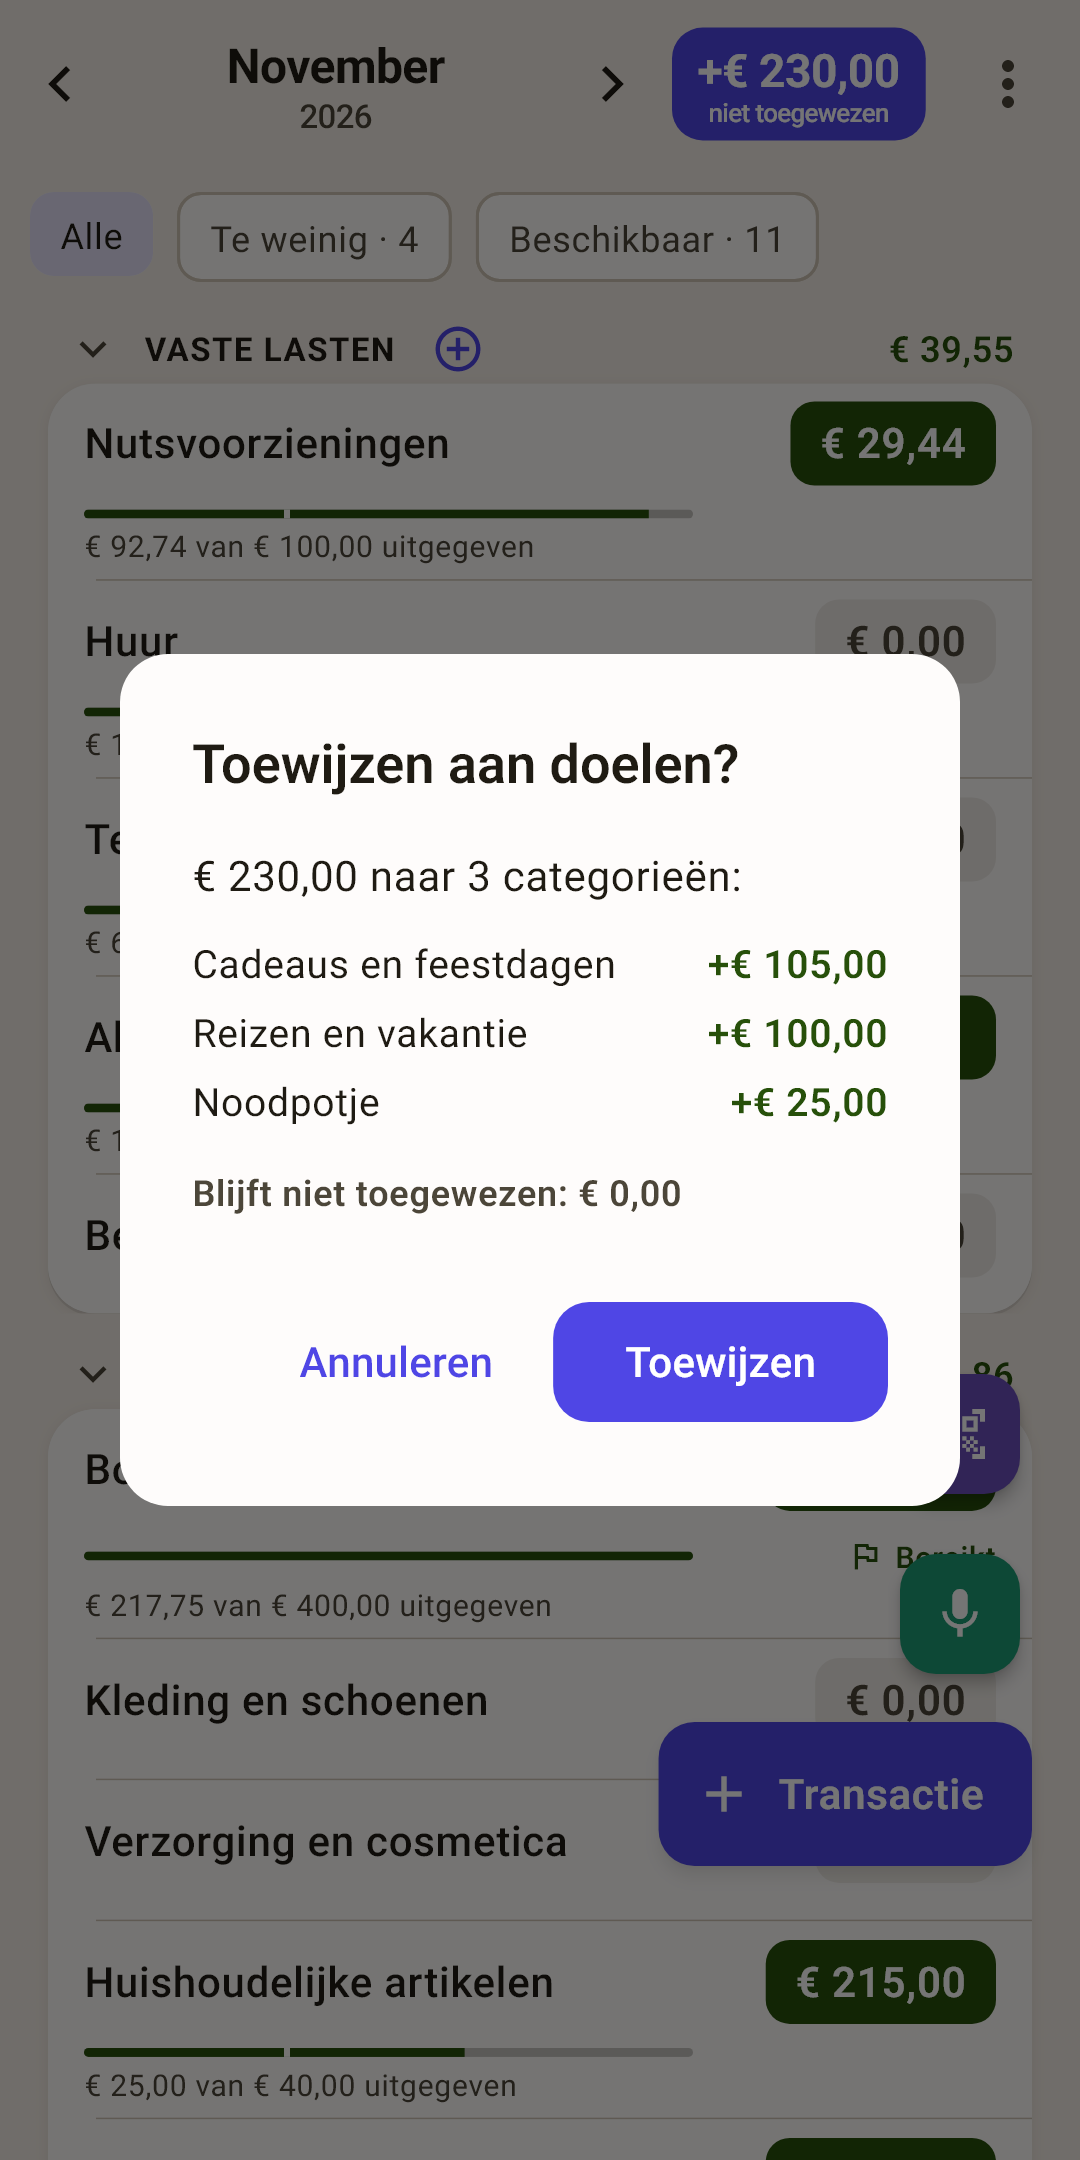 November
2026
+€ 230,00
niet toegewezen
Alle
Te weinig · 4
Beschikbaar · 11
VASTE LASTEN
€ 39,55
Nutsvoorzieningen
€ 29,44
€ 92,74 van € 100,00 uitgegeven
Huur
€ 0,00
Toewijzen aan doelen?
€ 230,00 naar 3 categorieën:
Cadeaus en feestdagen
+€ 105,00
Reizen en vakantie
+€ 100,00
Noodpotje
+€ 25,00
Blijft niet toegewezen: € 0,00
Annuleren
Toewijzen
€ 217,75 van € 400,00 uitgegeven
Kleding en schoenen
€ 0,00
Transactie
Verzorging en cosmetica
Huishoudelijke artikelen
€ 215,00
€ 25,00 van € 40,00 uitgegeven